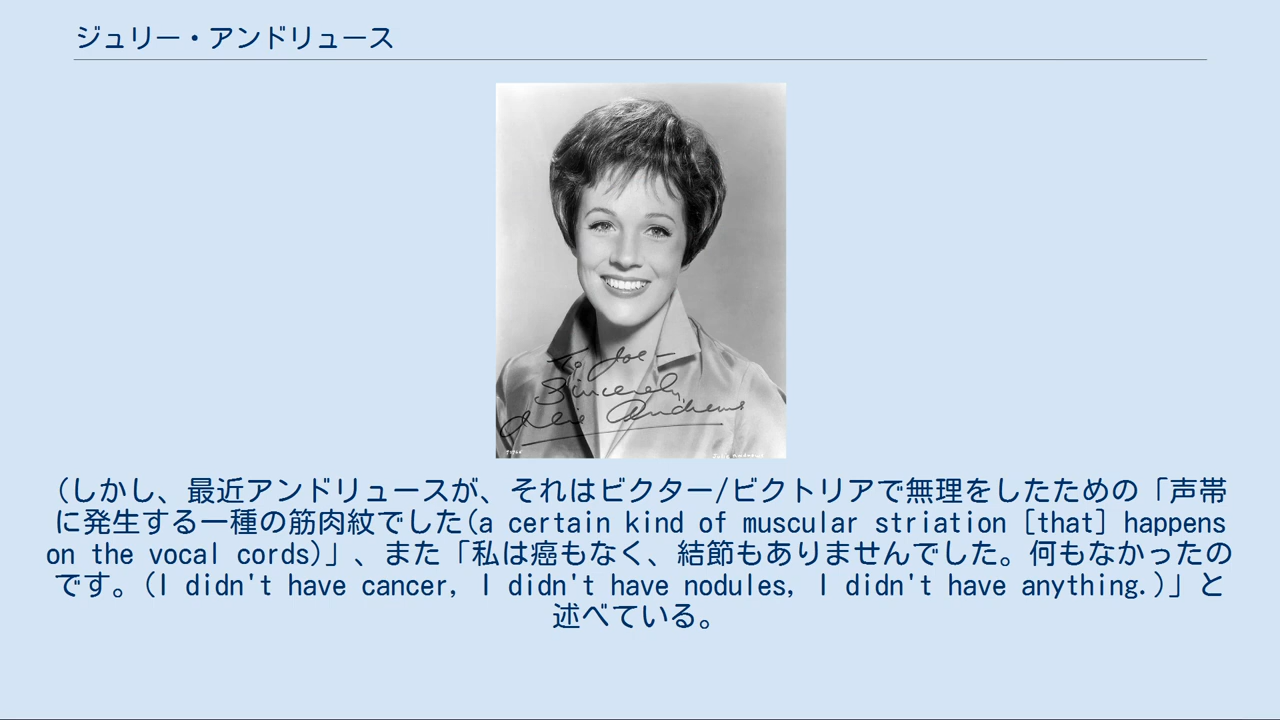 ジュリー・アンドリュース
To Joe-
Sincerely,
Julie Andrews
(しかし、最近アンドリュースが、それはビクター/ビクトリアで無理をしたための「声帯
に発生する一種の筋肉紋でした(a certain kind of muscular striation [that] happens
on the vocal cords)」、また「私は癌もなく、結節もありませんでした。何もなかったの
です。(I didn't have cancer, I didn't have nodules, I didn't have anything.)」と
述べている。